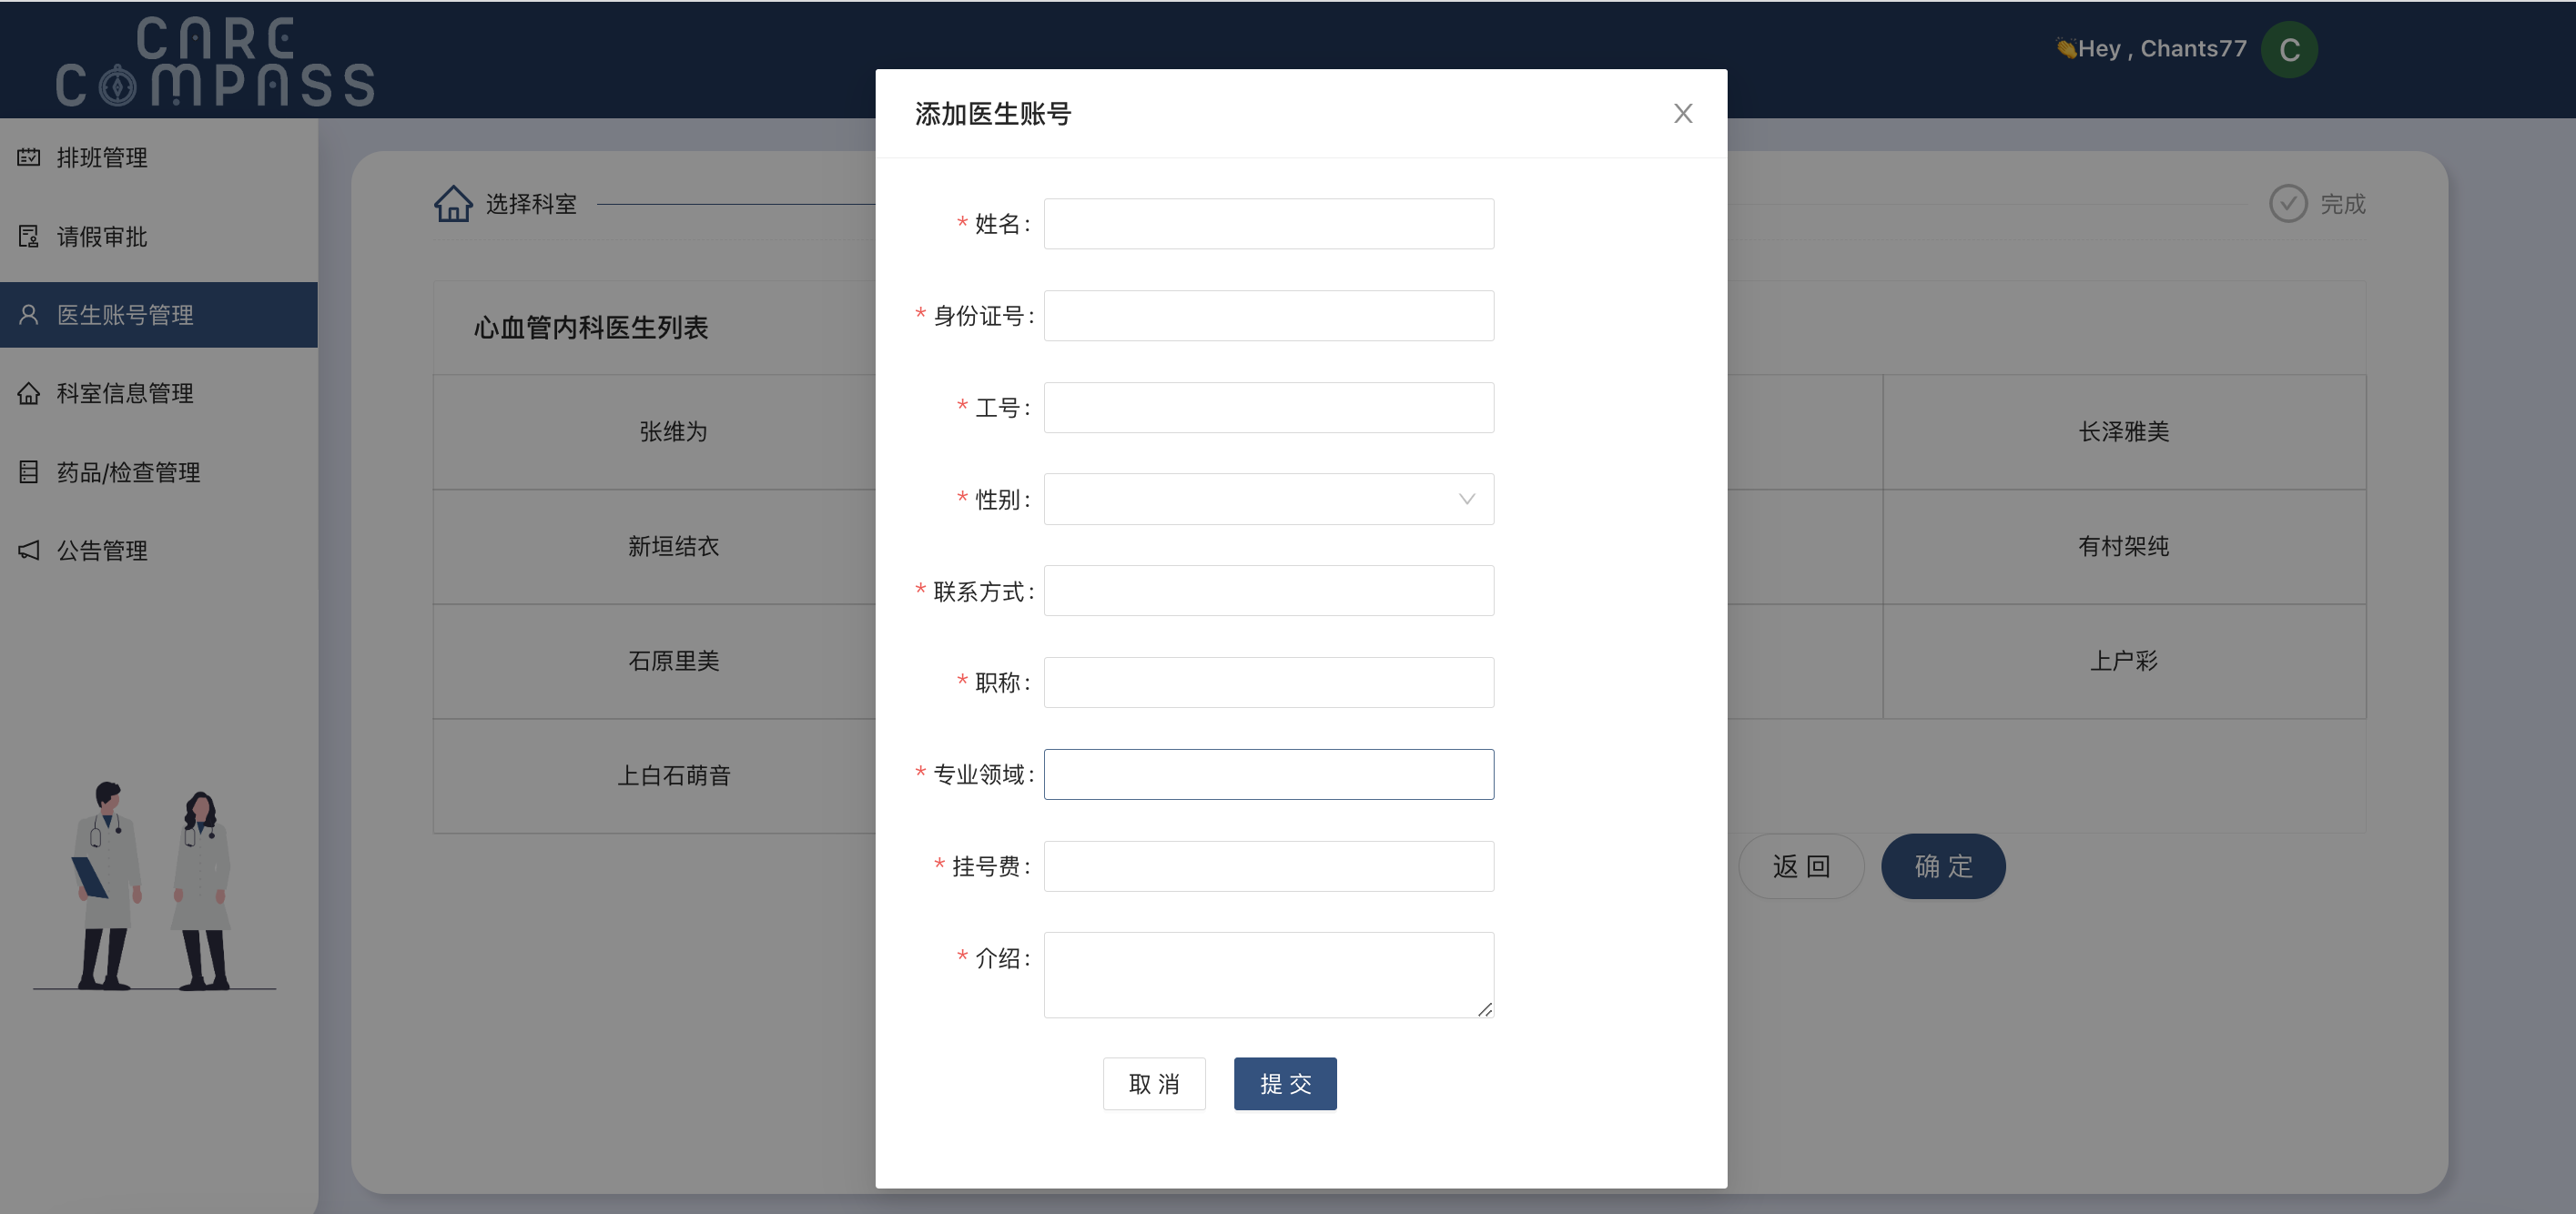 CARE
COMPASS
👏Hey , Chants77
C
排班管理
请假审批
医生账号管理
科室信息管理
药品/检查管理
公告管理
选择科室
完成
心血管内科医生列表
张维为
长泽雅美
新垣结衣
有村架纯
石原里美
上户彩
上白石萌音
返 回
确 定
添加医生账号
* 姓名:
* 身份证号:
* 工号:
* 性别:
* 联系方式:
* 职称:
* 专业领域:
* 挂号费:
* 介绍:
取 消
提 交